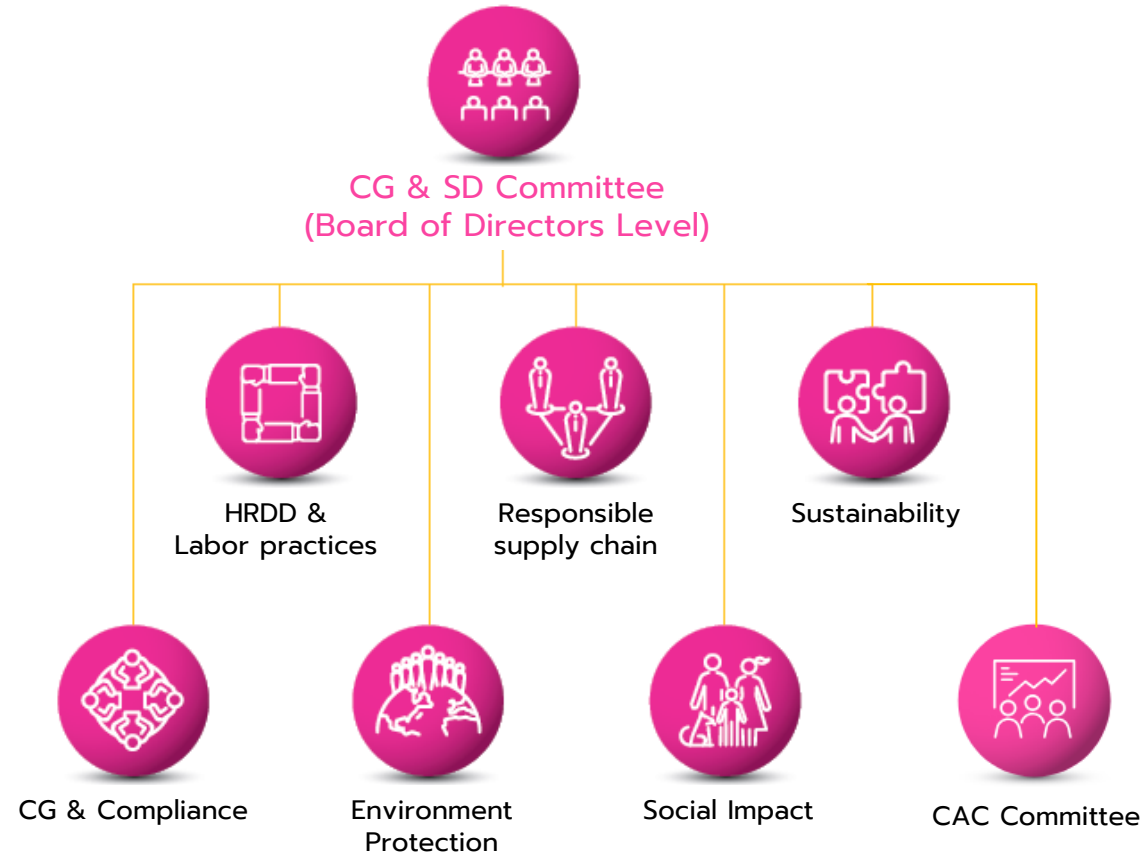 CG & SD Committee
(Board of Directors Level)
HRDD &
Labor practices
Responsible
supply chain
Sustainability
CG & Compliance
Environment
Protection
Social Impact
CAC Committee